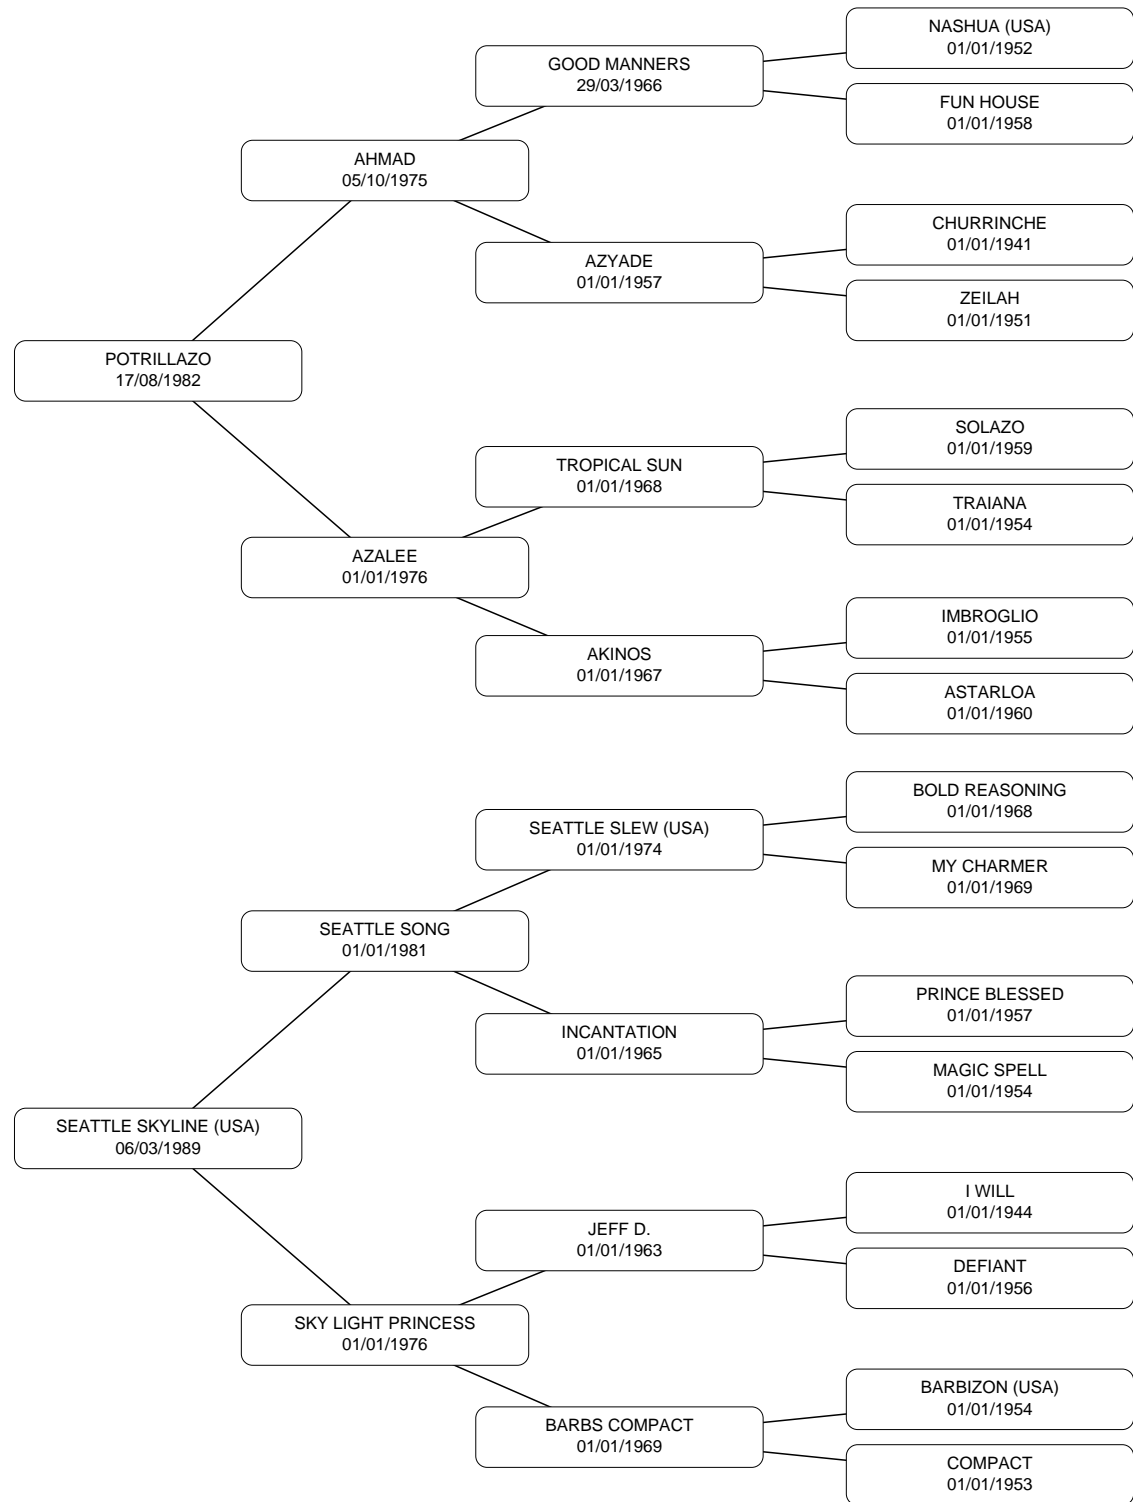 NASHUA (USA)
01/01/1952
GOOD MANNERS
29/03/1966
FUN HOUSE
01/01/1958
AHMAD
05/10/1975
CHURRINCHE
01/01/1941
AZYADE
01/01/1957
ZEILAH
01/01/1951
POTRILLAZO
17/08/1982
SOLAZO
01/01/1959
TROPICAL SUN
01/01/1968
TRAIANA
01/01/1954
AZALEE
01/01/1976
IMBROGLIO
01/01/1955
AKINOS
01/01/1967
ASTARLOA
01/01/1960
BOLD REASONING
01/01/1968
SEATTLE SLEW (USA)
01/01/1974
MY CHARMER
01/01/1969
SEATTLE SONG
01/01/1981
PRINCE BLESSED
01/01/1957
INCANTATION
01/01/1965
MAGIC SPELL
01/01/1954
SEATTLE SKYLINE (USA)
06/03/1989
I WILL
01/01/1944
JEFF D.
01/01/1963
DEFIANT
01/01/1956
SKY LIGHT PRINCESS
01/01/1976
BARBIZON (USA)
01/01/1954
BARBS COMPACT
01/01/1969
COMPACT
01/01/1953